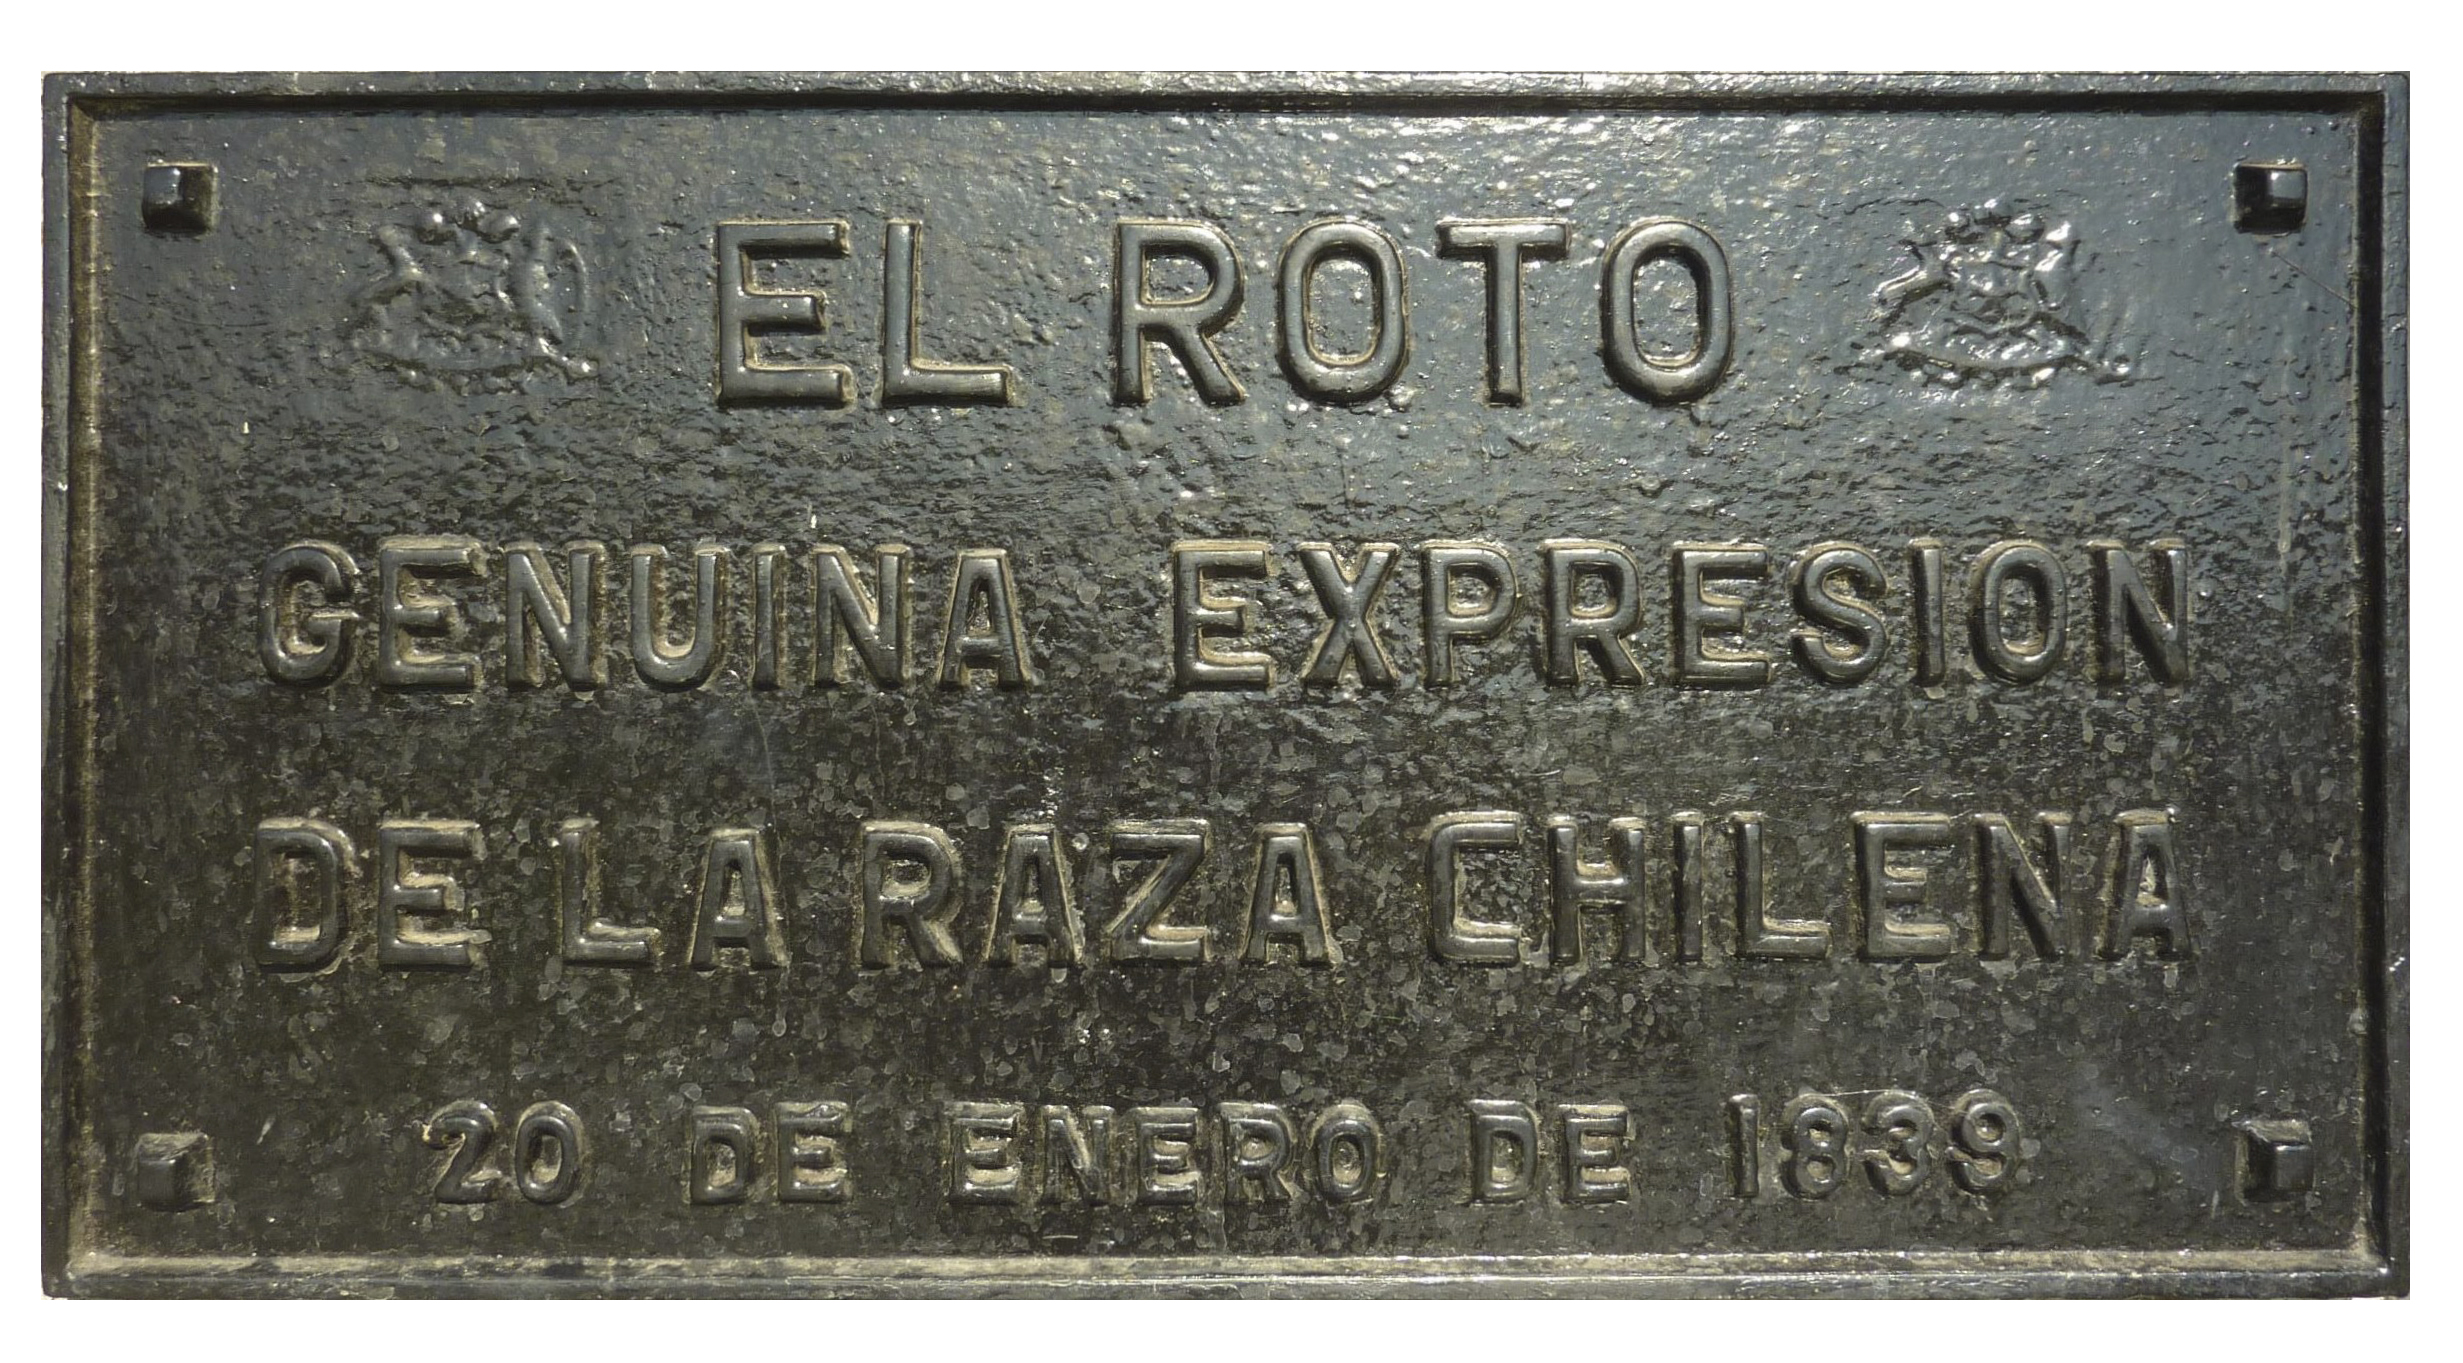 EL ROTO
GENUINA EXPRESION
DE LA RAZA CHILENA
20 DE ENERO DE 1839